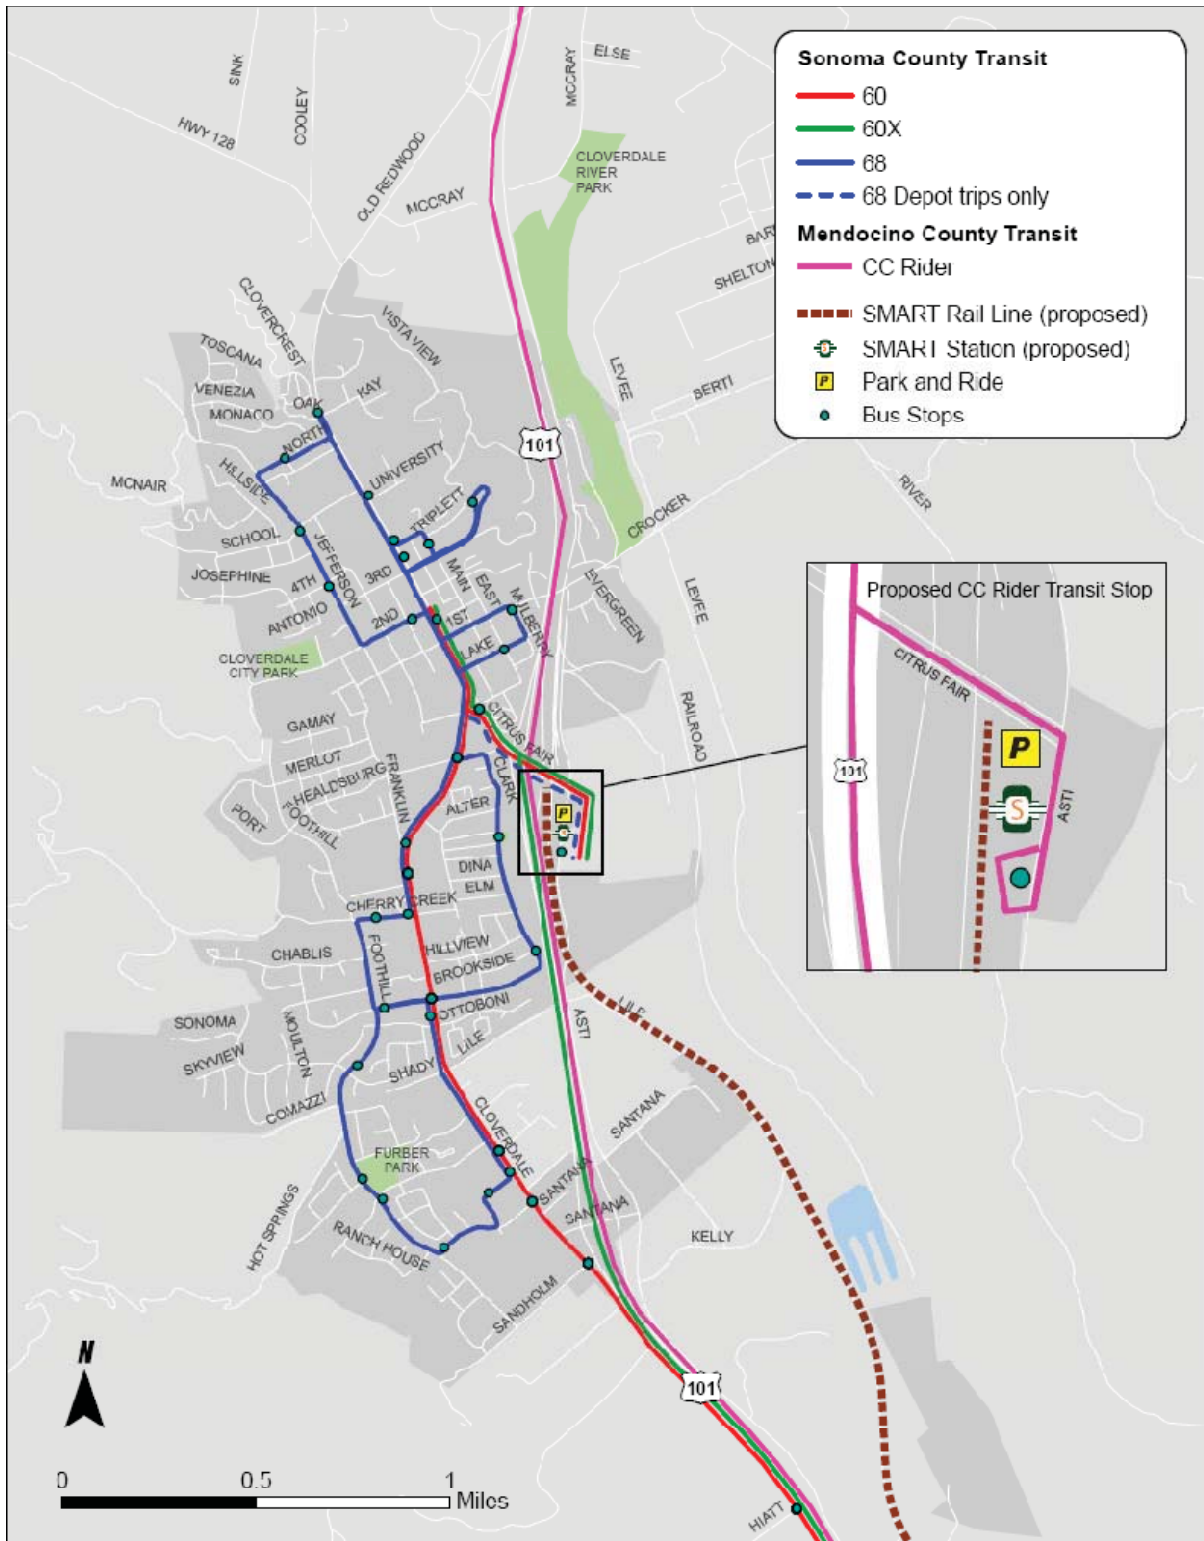 Sonoma County Transit
60
60X
68
68 Depot trips only
Mendocino County Transit
CC Rider
SMART Rail Line (proposed)
SMART Station (proposed)
P
Park and Ride
Bus Stops
ELSE
MCCRAY
SINK
COOLEY
HWY 128
OLD REDWOOD
MCCRAY
CLOVERDALE
RIVER
PARK
SHELTON
CLOVERCREST
VISTA VIEW
TOSCANA
VENEZIA
MONACO
OAK
KAY
LEVEE
BERTI
101
NORTH
UNIVERSITY
HILLSIDE
MCNAIR
TRIPLETT
CROCKER
RIVER
SCHOOL
JEFFERSON
JOSEPHINE
4TH
3RD
MAIN
EAST
MULBERRY
EVERGREEN
LEVEE
ANTONIO
2ND
1ST
LAKE
CLOVERDALE
CITY PARK
Proposed CC Rider Transit Stop
CITRUS FAIR
101
P
S
ASTI
GAMAY
MERLOT
HEALDSBURG
FRANKLIN
CITRUS FAIR
CLARK
RAILROAD
PORT
FOOTHILL
ALTER
P
DINA
ELM
CHERRY CREEK
CHABLIS
FOOTHILL
HILLVIEW
BROOKSIDE
OTTOBONI
SONOMA
SKYVIEW
MOULTON
COMAZZI
SHADY
LILE
ASTI
CLOVERDALE
SANTANA
FURBER
PARK
SANTANA
SANTANA
HOT SPRINGS
RANCH HOUSE
KELLY
SANDHOLM
101
N
0
0.5
1
Miles
HIATT